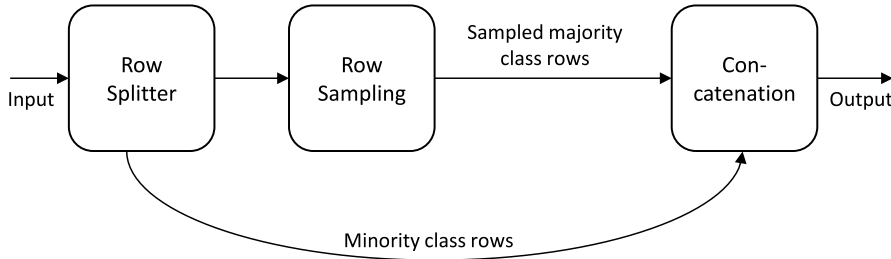 Input
Row
Splitter
Row
Sampling
Sampled majority
class rows
Con-
catenation
Output
Minority class rows